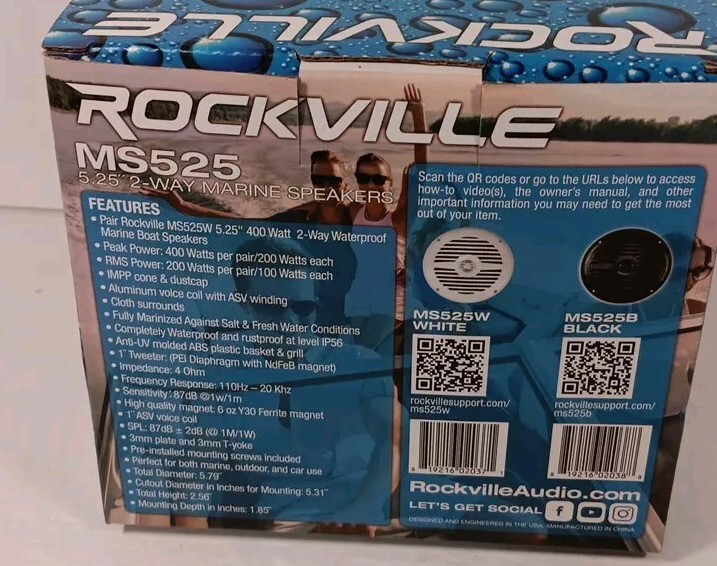 ROCKVILLE
ROCKVILLE
MS525
5.25" 2-WAY MARINE SPEAKERS
FEATURES
• Pair Rockville MS525W 5.25" 400 Watt 2-Way Waterproof
Marine Boat Speakers
• Peak Power: 400 Watts per pair/200 Watts each
• RMS Power: 200 Watts per pair/100 Watts each
• IMPP cone & dustcap
• Aluminum voice coil with ASV winding
• Cloth surrounds
• Fully Marinized Against Salt & Fresh Water Conditions
• Completely Waterproof and rustproof at level IP56
• Anti-UV molded ABS plastic basket & grill
• 1" Tweeter: (PEI Diaphragm with NdFeB magnet)
• Impedance: 4 Ohm
• Frequency Response: 110Hz – 20 Khz
• Sensitivity: 87dB @1w/1m
• High quality magnet: 6 oz Y30 Ferrite magnet
• 1" ASV voice coil
• SPL: 87dB ± 2dB (@ 1M/1W)
• 3mm plate and 3mm T-yoke
• Pre-installed mounting screws included
• Perfect for both marine, outdoor, and car use
• Total Diameter: 5.79"
• Cutout Diameter in Inches for Mounting: 5.31"
• Total Height: 2.56"
• Mounting Depth in inches: 1.85"
Scan the QR codes or go to the URLs below to access
how-to video(s), the owner's manual, and other
important information you may need to get the most
out of your item.
MS525W
WHITE
rockvillesupport.com/
ms525w
8 19216 02037 1
MS525B
BLACK
rockvillesupport.com/
ms525b
8 19216 02038 8
RockvilleAudio.com
LET'S GET SOCIAL
DESIGNED AND ENGINEERED IN THE USA. MANUFACTURED IN CHINA.